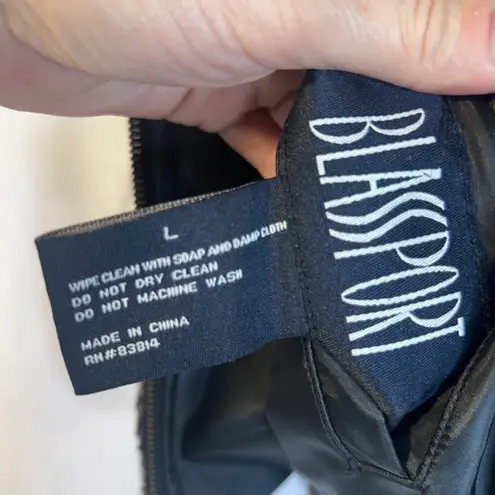 BLASSPORT
L
WIPE CLEAN WITH SOAP AND DAMP CLOTH
DO NOT DRY CLEAN
DO NOT MACHINE WASH
MADE IN CHINA
RN#83814